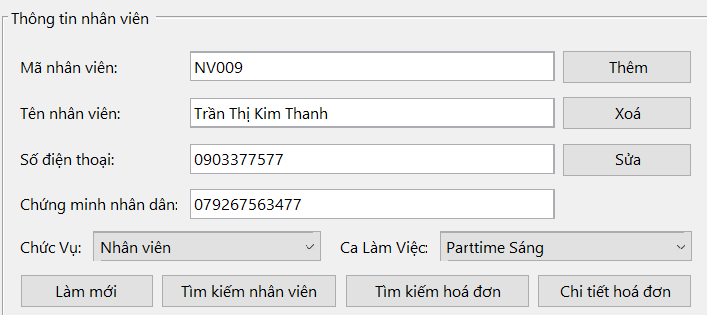 Thông tin nhân viên
Mã nhân viên: NV009 Thêm
Tên nhân viên: Trần Thị Kim Thanh Xoá
Số điện thoại: 0903377577 Sửa
Chứng minh nhân dân: 079267563477
Chức Vụ: Nhân viên Ca Làm Việc: Parttime Sáng
Làm mới Tìm kiếm nhân viên Tìm kiếm hoá đơn Chi tiết hoá đơn